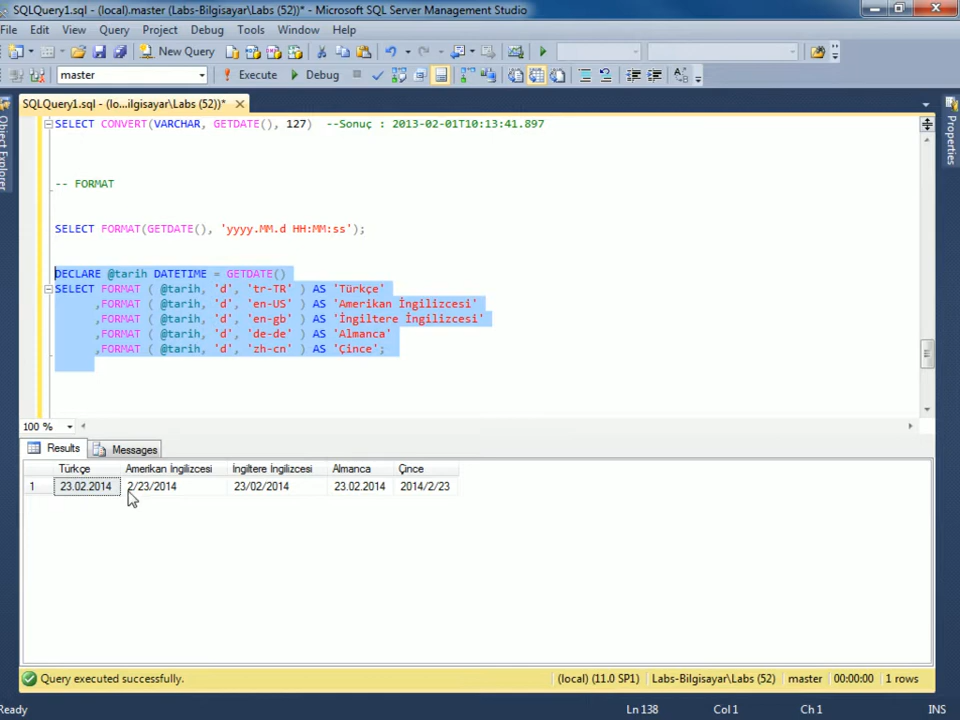 SQLQuery1.sql - (local).master (Labs-Bilgisayar\Labs (52))* - Microsoft SQL Server Management Studio
File Edit View Query Project Debug Tools Window Help
New Query
master Execute Debug
SQLQuery1.sql - (lo...ilgisayar\Labs (52))*
Object Explorer
Properties
SELECT CONVERT(VARCHAR, GETDATE(), 127) --Sonuç : 2013-02-01T10:13:41.897
-- FORMAT
SELECT FORMAT(GETDATE(), 'yyyy.MM.d HH:MM:ss');
DECLARE @tarih DATETIME = GETDATE()
SELECT FORMAT ( @tarih, 'd', 'tr-TR' ) AS 'Türkçe'
,FORMAT ( @tarih, 'd', 'en-US' ) AS 'Amerikan İngilizcesi'
,FORMAT ( @tarih, 'd', 'en-gb' ) AS 'İngiltere İngilizcesi'
,FORMAT ( @tarih, 'd', 'de-de' ) AS 'Almanca'
,FORMAT ( @tarih, 'd', 'zh-cn' ) AS 'Çince';
100 %
Results Messages
Türkçe Amerikan İngilizcesi İngiltere İngilizcesi Almanca Çince
1 23.02.2014 2/23/2014 23/02/2014 23.02.2014 2014/2/23
Query executed successfully. (local) (11.0 SP1) Labs-Bilgisayar\Labs (52) master 00:00:00 1 rows
Ready Ln 138 Col 1 Ch 1 INS